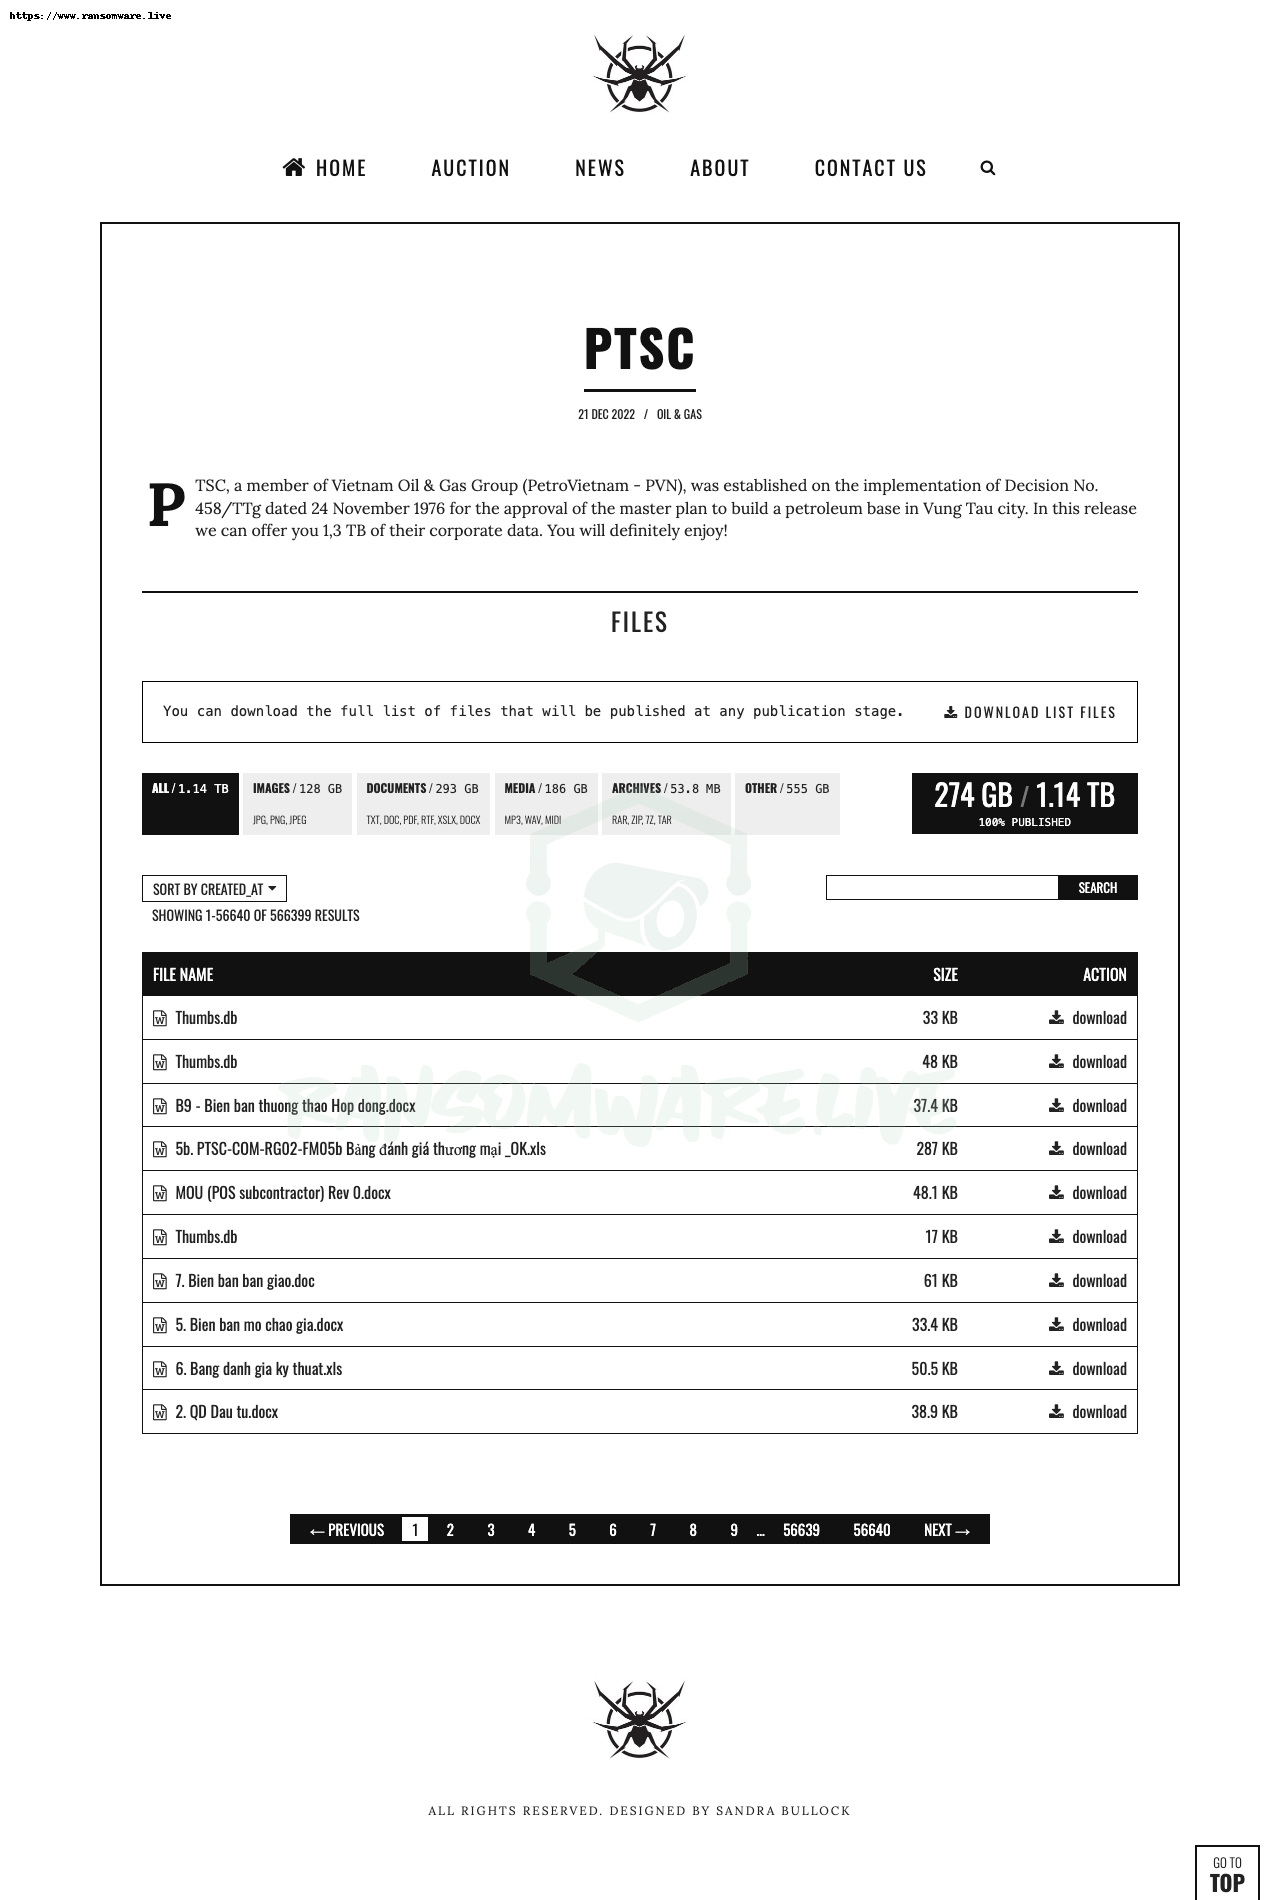 https://www.ransomware.live
HOME AUCTION NEWS ABOUT CONTACT US
PTSC
21 DEC 2022 / OIL & GAS
PTSC, a member of Vietnam Oil & Gas Group (PetroVietnam - PVN), was established on the implementation of Decision No.
458/TTg dated 24 November 1976 for the approval of the master plan to build a petroleum base in Vung Tau city. In this release
we can offer you 1,3 TB of their corporate data. You will definitely enjoy!
FILES
You can download the full list of files that will be published at any publication stage. DOWNLOAD LIST FILES
ALL / 1.14 TB IMAGES / 128 GB DOCUMENTS / 293 GB MEDIA / 186 GB ARCHIVES / 53.8 MB OTHER / 555 GB 274 GB / 1.14 TB
JPG, PNG, JPEG TXT, DOC, PDF, RTF, XSLX, DOCX MP3, WAV, MIDI RAR, ZIP, 7Z, TAR 100% PUBLISHED
SORT BY CREATED_AT SEARCH
SHOWING 1-56640 OF 566399 RESULTS
FILE NAME SIZE ACTION
Thumbs.db 33 KB download
Thumbs.db 48 KB download
RANSOMWARE.LIVE
B9 - Bien ban thuong thao Hop dong.docx 37.4 KB download
5b. PTSC-COM-RG02-FM05b Bảng đánh giá thương mại _OK.xls 287 KB download
MOU (POS subcontractor) Rev 0.docx 48.1 KB download
Thumbs.db 17 KB download
7. Bien ban ban giao.doc 61 KB download
5. Bien ban mo chao gia.docx 33.4 KB download
6. Bang danh gia ky thuat.xls 50.5 KB download
2. QD Dau tu.docx 38.9 KB download
← PREVIOUS 1 2 3 4 5 6 7 8 9 ... 56639 56640 NEXT →
ALL RIGHTS RESERVED. DESIGNED BY SANDRA BULLOCK
GO TO
TOP